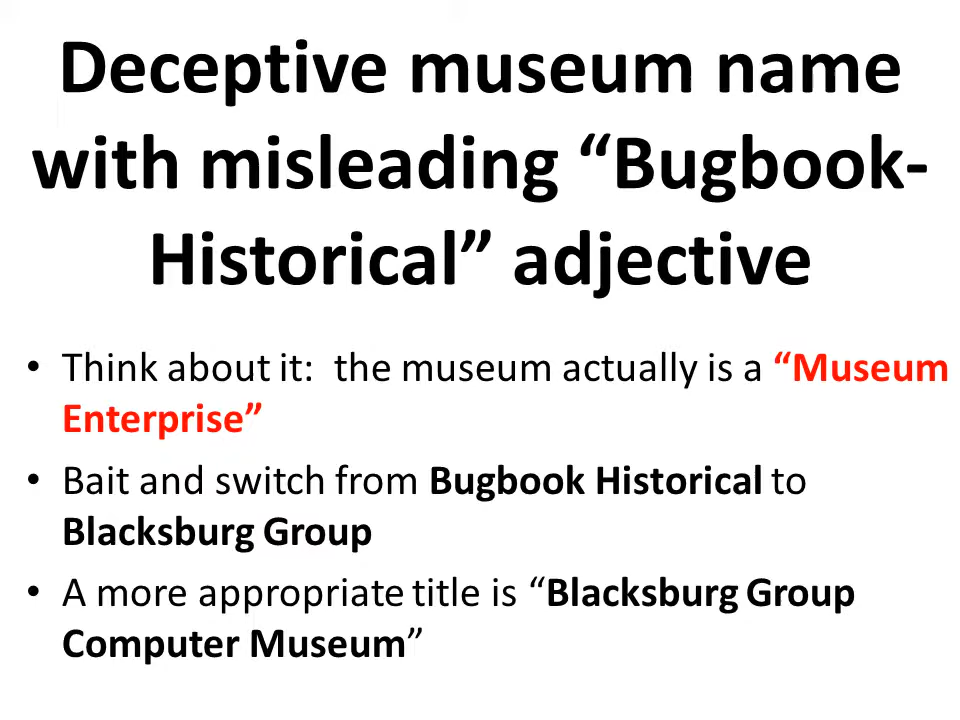 Deceptive museum name
with misleading “Bugbook-
Historical” adjective
• Think about it:  the museum actually is a “Museum
Enterprise”
• Bait and switch from Bugbook Historical to
Blacksburg Group
• A more appropriate title is “Blacksburg Group
Computer Museum”